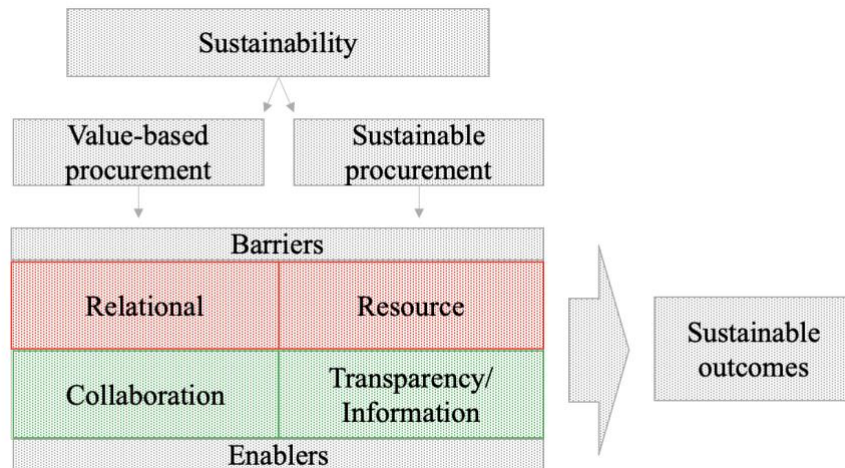 Sustainability
Value-based
procurement
Sustainable
procurement
Barriers
Relational
Resource
Collaboration
Transparency/
Information
Enablers
Sustainable
outcomes